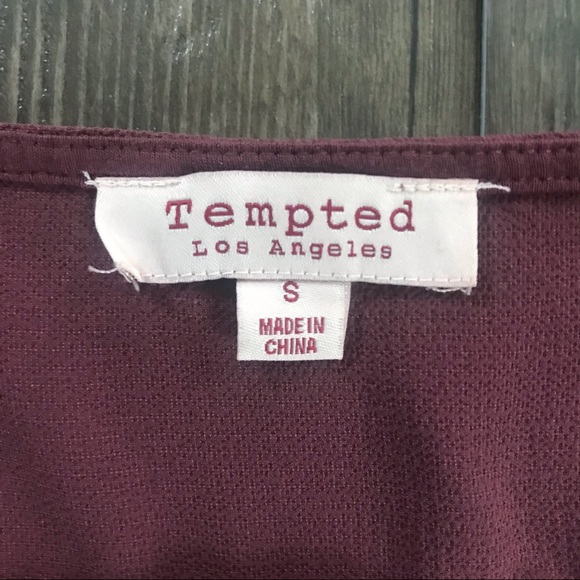 Tempted
Los Angeles
S
MADE IN
CHINA